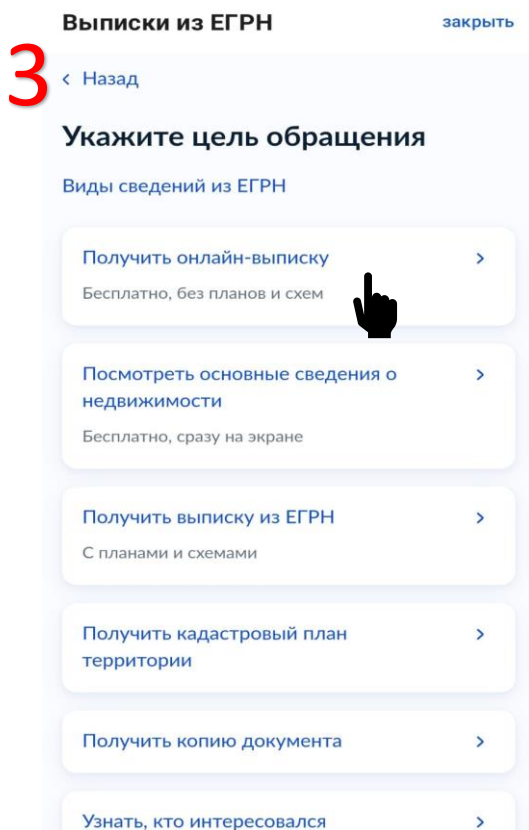 Выписки из ЕГРН
закрыть
3
‹ Назад
Укажите цель обращения
Виды сведений из ЕГРН
Получить онлайн-выписку
Бесплатно, без планов и схем
Посмотреть основные сведения о
недвижимости
Бесплатно, сразу на экране
Получить выписку из ЕГРН
С планами и схемами
Получить кадастровый план
территории
Получить копию документа
Узнать, кто интересовался